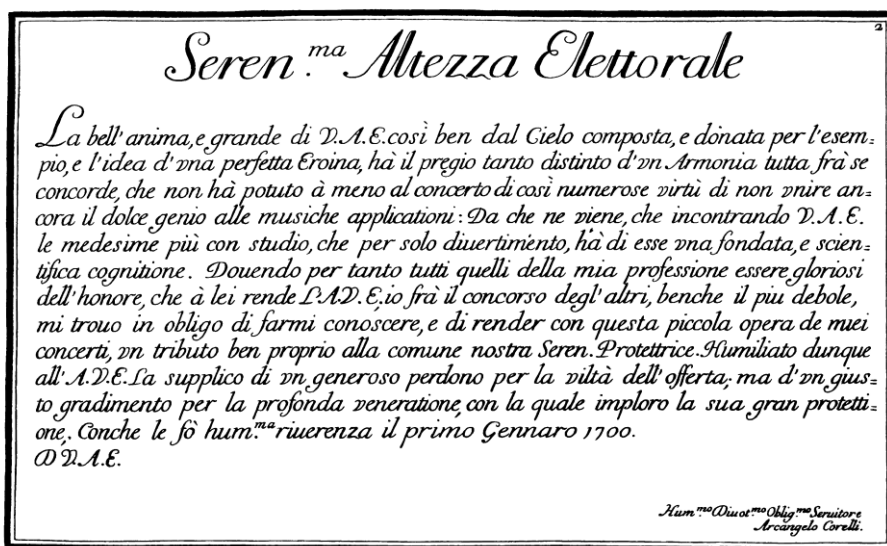 2
Seren.ma Altezza Elettorale
La bell'anima, e grande di V.A.E. così ben dal Cielo composta, e donata per l'esem=
pio, e l'idea d'vna perfetta Eroina, hà il pregio tanto distinto d'vn Armonia tutta frà se
concorde, che non hà potuto à meno al concerto di così numerose virtù di non vnire an=
cora il dolce genio alle musiche applicationi: Da che ne viene, che incontrando V.A.E.
le medesime più con studio, che per solo diuertimento, hà di esse vna fondata, e scien=
tifica cognitione. Douendo per tanto tutti quelli della mia professione essere gloriosi
dell'honore, che à lei rende L'A.V.E, io frà il concorso degl'altri, benche il piu debole,
mi trouo in obligo di farmi conoscere, e di render con questa piccola opera de miei
concerti, vn tributo ben proprio alla comune nostra Seren. Protettrice. Humiliato dunque
all'A.V.E. La supplico di vn generoso perdono per la viltà dell'offerta; ma d'vn gius=
to gradimento per la profonda veneratione, con la quale imploro la sua gran protetti=
one,. Conche le fò hum.ma riuerenza il primo Gennaro 1700.
D V.A.E.
Hum.mo Diuot.mo Oblig.mo Seruitore
Arcangelo Corelli.